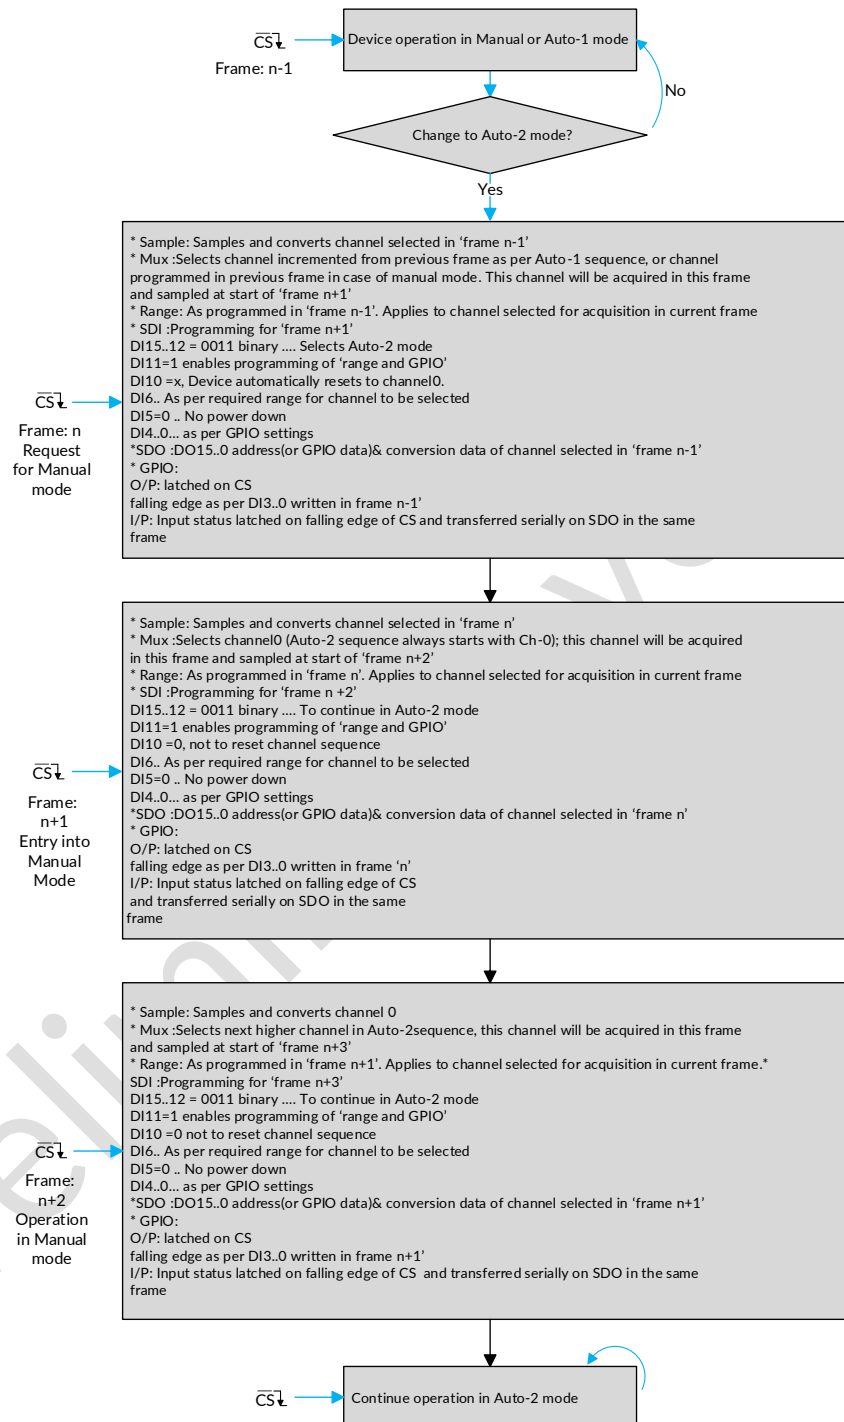 CS
Device operation in Manual or Auto-1 mode
Frame: n-1
No
Change to Auto-2 mode?
Yes
* Sample: Samples and converts channel selected in ‘frame n-1’
* Mux :Selects channel incremented from previous frame as per Auto-1 sequence, or channel
programmed in previous frame in case of manual mode. This channel will be acquired in this frame
and sampled at start of ‘frame n+1’
* Range: As programmed in ‘frame n-1’. Applies to channel selected for acquisition in current frame
* SDI :Programming for ‘frame n+1’
DI15..12 = 0011 binary .... Selects Auto-2 mode
DI11=1 enables programming of ‘range and GPIO’
DI10 =x, Device automatically resets to channel0.
DI6.. As per required range for channel to be selected
DI5=0 .. No power down
DI4..0... as per GPIO settings
*SDO :DO15..0 address(or GPIO data)& conversion data of channel selected in ‘frame n-1’
* GPIO:
O/P: latched on CS
falling edge as per DI3..0 written in frame n-1’
I/P: Input status latched on falling edge of CS and transferred serially on SDO in the same
frame
CS
Frame: n
Request
for Manual
mode
* Sample: Samples and converts channel selected in ‘frame n’
* Mux :Selects channel0 (Auto-2 sequence always starts with Ch-0); this channel will be acquired
in this frame and sampled at start of ‘frame n+2’
* Range: As programmed in ‘frame n’. Applies to channel selected for acquisition in current frame
* SDI :Programming for ‘frame n +2’
DI15..12 = 0011 binary .... To continue in Auto-2 mode
DI11=1 enables programming of ‘range and GPIO’
DI10 =0, not to reset channel sequence
DI6.. As per required range for channel to be selected
DI5=0 .. No power down
DI4..0... as per GPIO settings
*SDO :DO15..0 address(or GPIO data)& conversion data of channel selected in ‘frame n’
* GPIO:
O/P: latched on CS
falling edge as per DI3..0 written in frame ‘n’
I/P: Input status latched on falling edge of CS
and transferred serially on SDO in the same
frame
CS
Frame:
n+1
Entry into
Manual
Mode
* Sample: Samples and converts channel 0
* Mux :Selects next higher channel in Auto-2sequence, this channel will be acquired in this frame
and sampled at start of ‘frame n+3’
* Range: As programmed in ‘frame n+1’. Applies to channel selected for acquisition in current frame.*
SDI :Programming for ‘frame n+3’
DI15..12 = 0011 binary .... To continue in Auto-2 mode
DI11=1 enables programming of ‘range and GPIO’
DI10 =0 not to reset channel sequence
DI6.. As per required range for channel to be selected
DI5=0 .. No power down
DI4..0... as per GPIO settings
*SDO :DO15..0 address(or GPIO data)& conversion data of channel selected in ‘frame n+1’
* GPIO:
O/P: latched on CS
falling edge as per DI3..0 written in frame n+1’
I/P: Input status latched on falling edge of CS and transferred serially on SDO in the same
frame
CS
Frame:
n+2
Operation
in Manual
mode
CS
Continue operation in Auto-2 mode